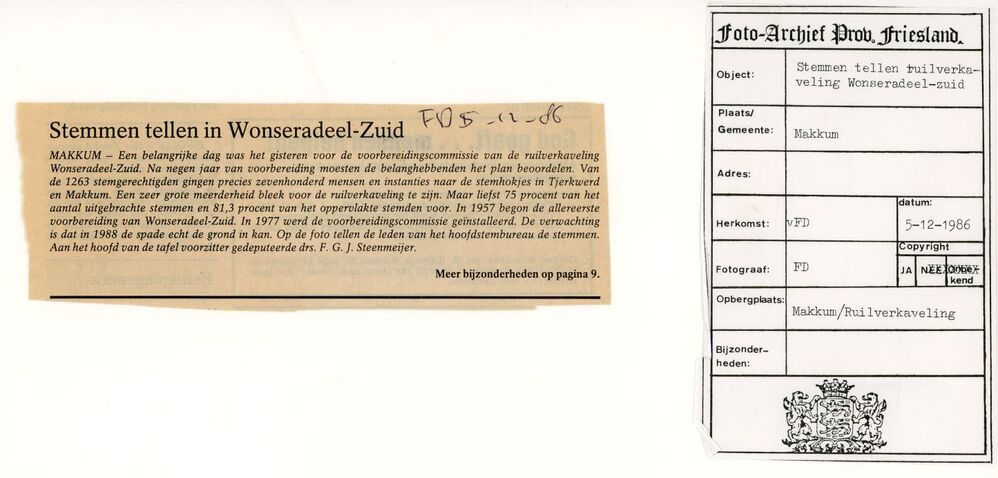 Stemmen tellen in Wonseradeel-Zuid
FD 5-12-86
MAKKUM – Een belangrijke dag was het gisteren voor de voorbereidingscommissie van de ruilverkaveling
Wonseradeel-Zuid. Na negen jaar van voorbereiding moesten de belanghebbenden het plan beoordelen. Van
de 1263 stemgerechtigden gingen precies zevenhonderd mensen en instanties naar de stemhokjes in Tjerkwerd
en Makkum. Een zeer grote meerderheid bleek voor de ruilverkaveling te zijn. Maar liefst 75 procent van het
aantal uitgebrachte stemmen en 81,3 procent van het oppervlakte stemden voor. In 1957 begon de allereerste
voorbereiding van Wonseradeel-Zuid. In 1977 werd de voorbereidingscommissie geïnstalleerd. De verwachting
is dat in 1988 de spade echt de grond in kan. Op de foto tellen de leden van het hoofdstembureau de stemmen.
Aan het hoofd van de tafel voorzitter gedeputeerde drs. F. G. J. Steenmeijer.
Meer bijzonderheden op pagina 9.
Foto-Archief Prov. Friesland.
Object: Stemmen tellen ruilverka-
veling Wonseradeel-zuid
Plaats/
Gemeente: Makkum
Adres:
Herkomst: vFD
datum:
5-12-1986
Fotograaf: FD
Copyright
JA NEE Onbe-
kend
Opbergplaats: Makkum/Ruilverkaveling
Bijzonder-
heden: